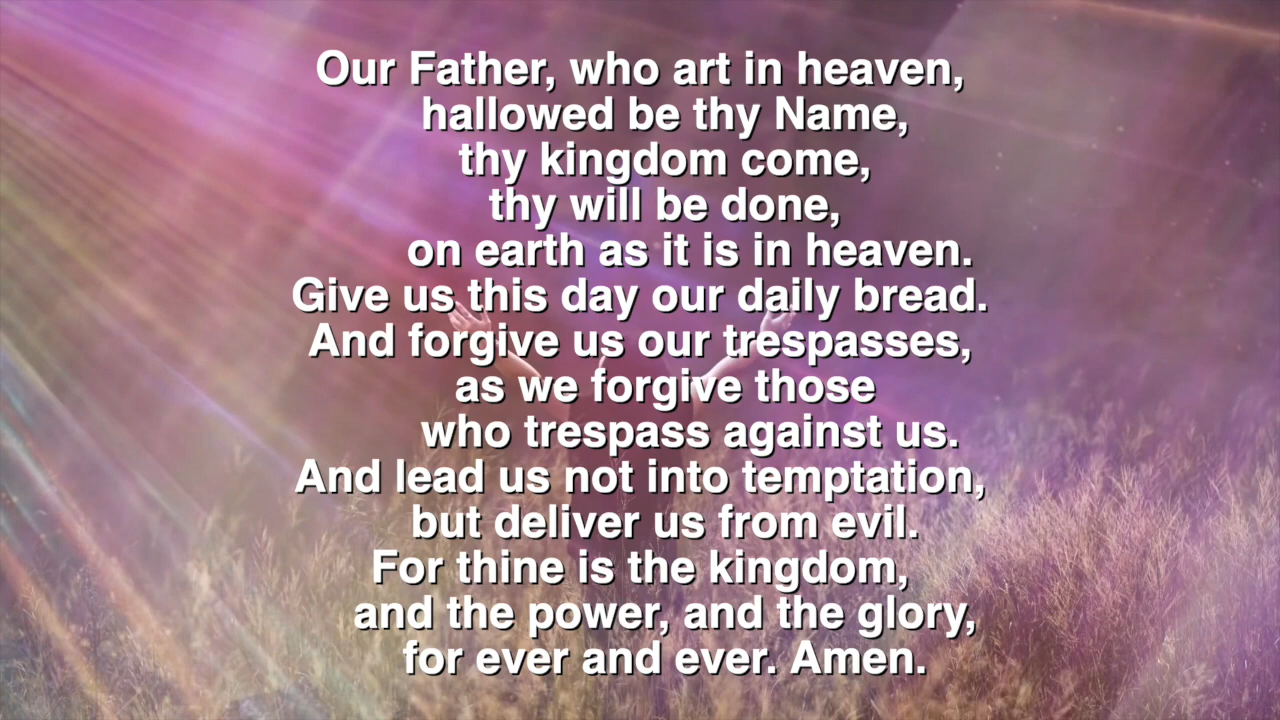 Our Father, who art in heaven,
hallowed be thy Name,
thy kingdom come,
thy will be done,
on earth as it is in heaven.
Give us this day our daily bread.
And forgive us our trespasses,
as we forgive those
who trespass against us.
And lead us not into temptation,
but deliver us from evil.
For thine is the kingdom,
and the power, and the glory,
for ever and ever. Amen.